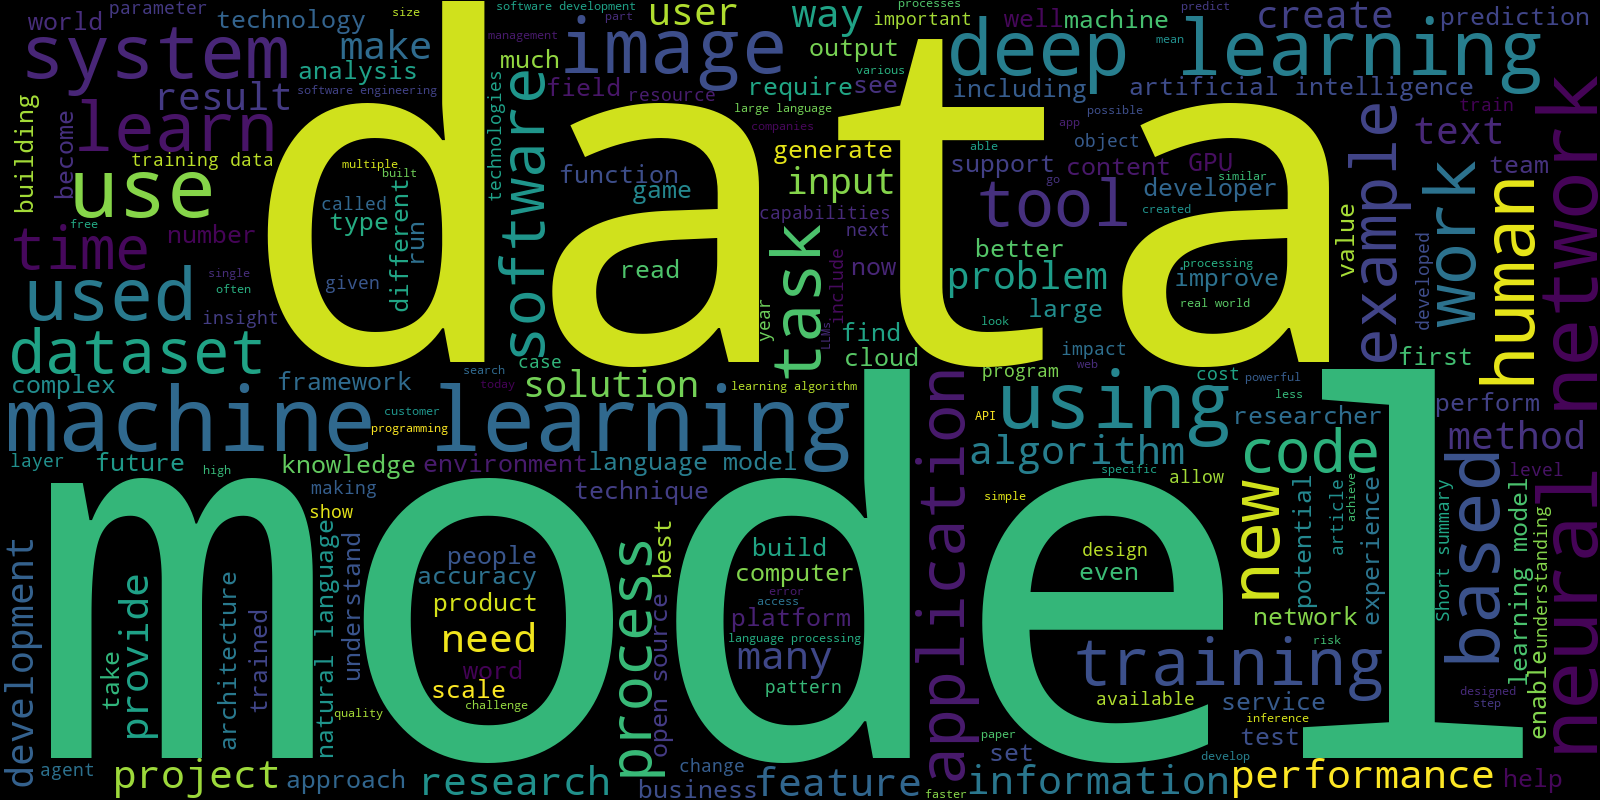 world
parameter
technology
size
software development
part
user
way
processes
important
well
machine
create
predict
prediction
system
make
management
much
image
output
deep learning
mean
analysis
software engineering
result
learn
field
resource
require
see
various
including
artificial intelligence
building
become
training data
use
free
time
number
used
single
often
insight
dataset
data
multiple
built
called
type
different
run
given
technologies
software
function
game
read
large language
companies
generate
input
capabilities
next
task
include
now
year
LLMs
find
cloud
able
possible
app
object
support
content
GPU
tool
go
developer
similar
created
better
problem
processing
improve
real world
large
look
impact
web
value
example
text
train
team
developed
work
human
first
neural network
complex
framework
search
today
case
solution
learning algorithm
program
cost
powerful
less
machine learning
customer
programming
API
using
researcher
perform
layer
future
high
knowledge
environment
language model
algorithm
specific
allow
code
method
level
making
technique
show
simple
new
potential
article
achieve
experience
Short summary
based
learning model
understanding
enable
model
development
take
provide
architecture
trained
natural language
understand
people
accuracy
product
need
word
scale
challenge
quality
process
best
open source
build
computer
error
access
platform
language processing
many
pattern
application
design
even
network
risk
training
available
service
inference
test
designed
step
agent
project
approach
research
change
business
feature
faster
paper
set
information
develop
performance
help